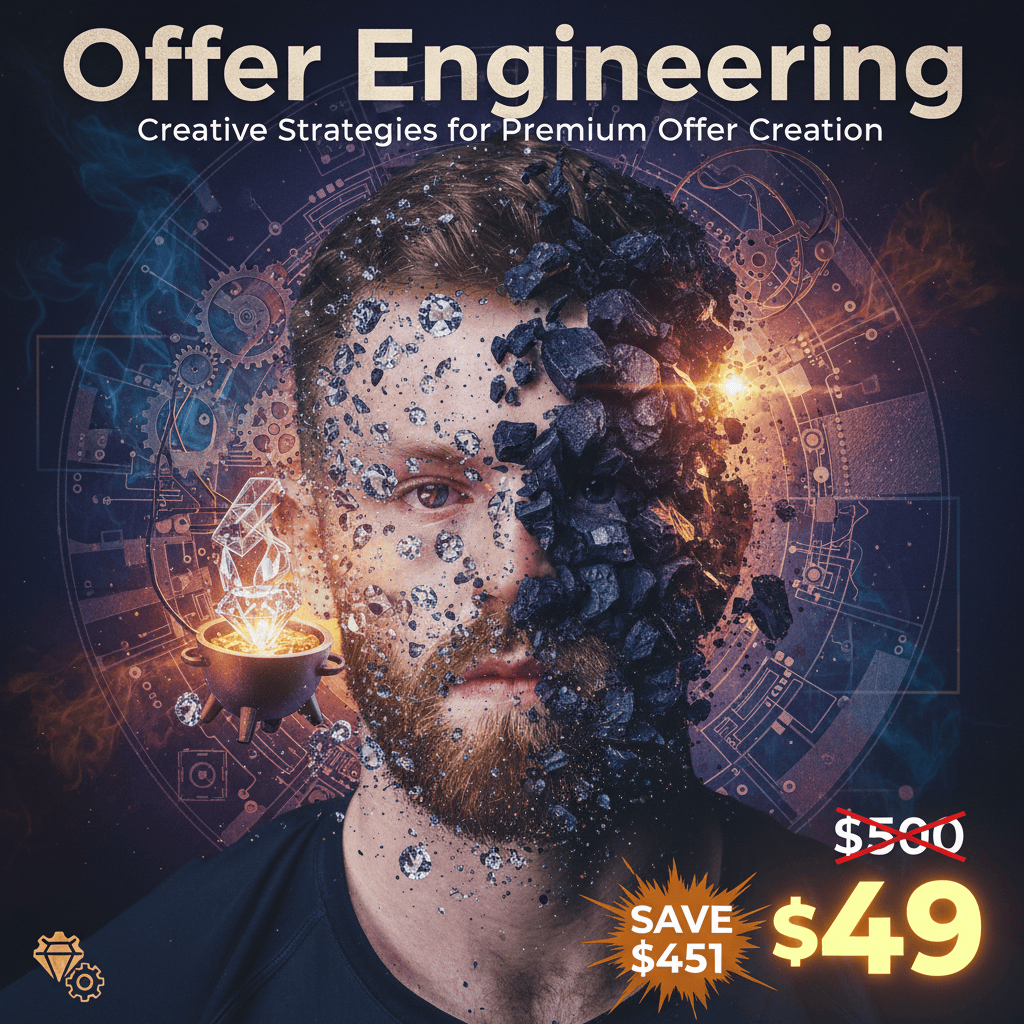 Offer Engineering
Creative Strategies for Premium Offer Creation
$500
SAVE
$451
$49